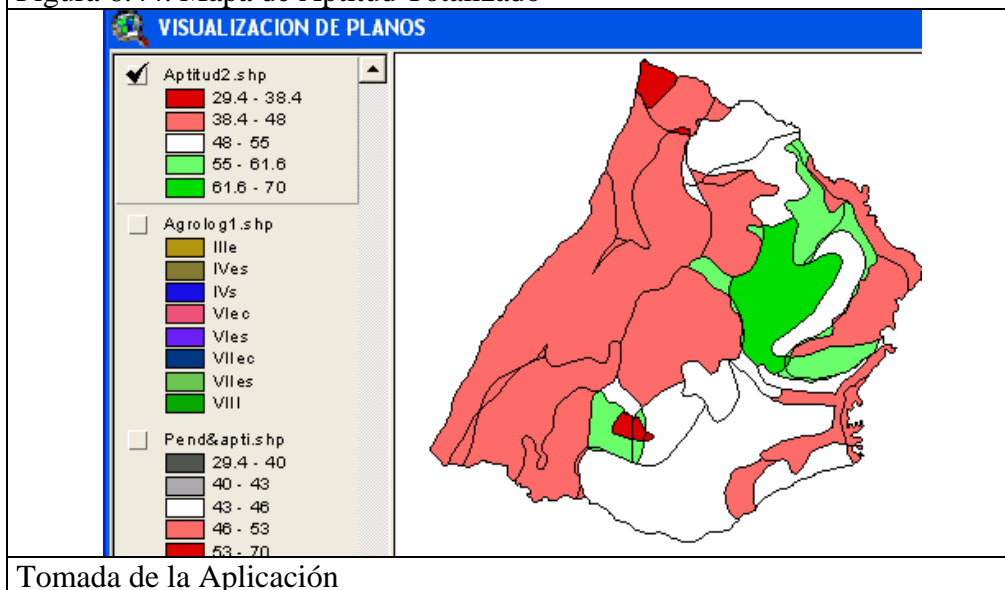 Figura 6.44. Mapa de Aptitud Totalizado
VISUALIZACION DE PLANOS
Aptitud2.shp
29.4 - 38.4
38.4 - 48
48 - 55
55 - 61.6
61.6 - 70
Agrolog1.shp
IIIe
IVes
IVs
VIec
VIes
VIIec
VIIes
VIII
Pend&apti.shp
29.4 - 40
40 - 43
43 - 46
46 - 53
53 - 70
Tomada de la Aplicación